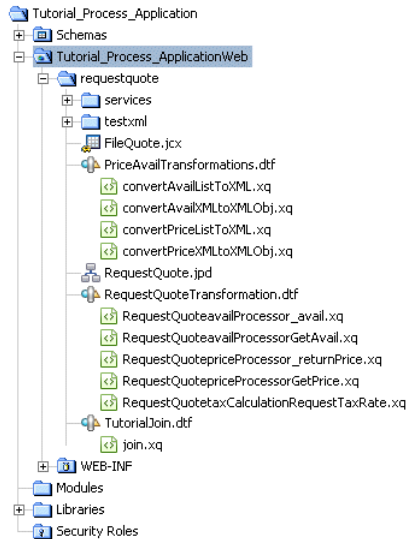 Tutorial_Process_Application
Schemas
Tutorial_Process_ApplicationWeb
requestquote
services
testxml
FileQuote.jcx
PriceAvailTransformations.dtf
convertAvailListToXML.xq
convertAvailXMLtoXMLObj.xq
convertPriceListToXML.xq
convertPriceXMLtoXMLObj.xq
RequestQuote.jpd
RequestQuoteTransformation.dtf
RequestQuoteavailProcessor_avail.xq
RequestQuoteavailProcessorGetAvail.xq
RequestQuotepriceProcessor_returnPrice.xq
RequestQuotepriceProcessorGetPrice.xq
RequestQuotetaxCalculationRequestTaxRate.xq
TutorialJoin.dtf
join.xq
WEB-INF
Modules
Libraries
Security Roles